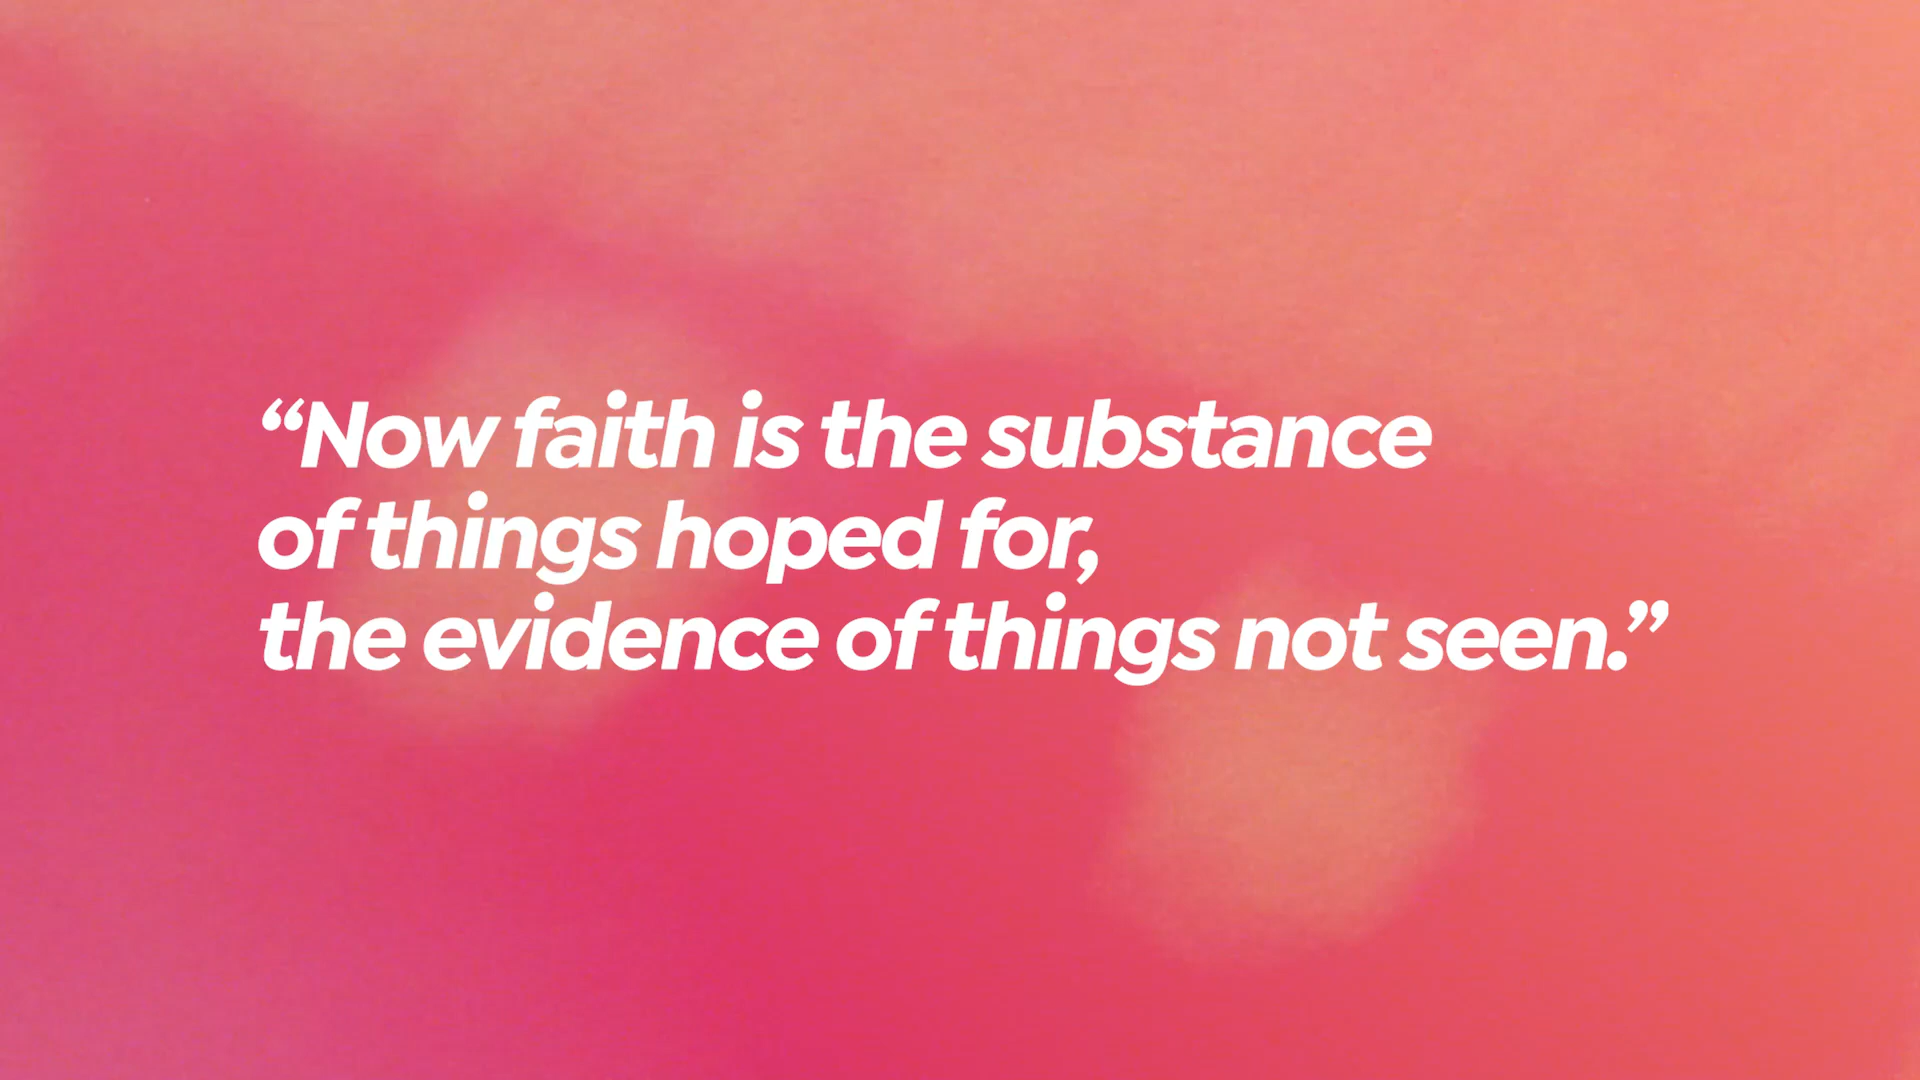 “Now faith is the substance
of things hoped for,
the evidence of things not seen.”